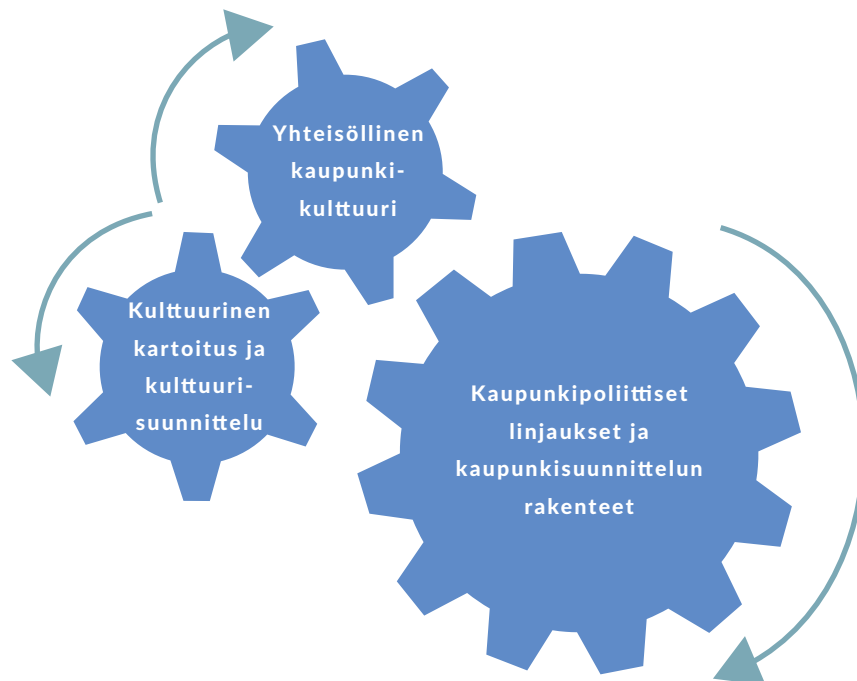 Yhteisöllinen
kaupunki-
kulttuuri
Kulttuurinen
kartoitus ja
kulttuuri-
suunnittelu
Kaupunkipoliittiset
linjaukset ja
kaupunkisuunnittelun
rakenteet